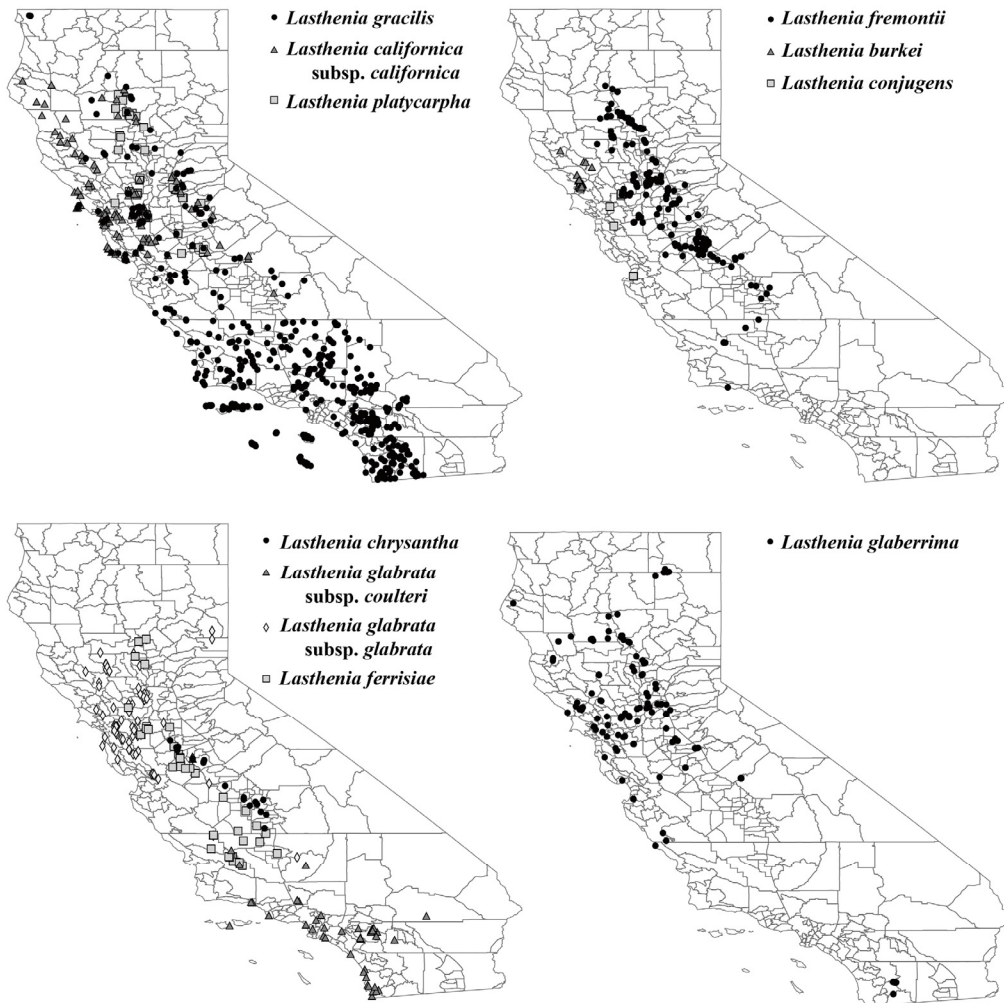 Lasthenia gracilis
Lasthenia californica
subsp. californica
Lasthenia platycarpha
Lasthenia fremontii
Lasthenia burkei
Lasthenia conjugens
Lasthenia chrysantha
Lasthenia glabrata
subsp. coulteri
Lasthenia glabrata
subsp. glabrata
Lasthenia ferrisiae
Lasthenia glaberrima